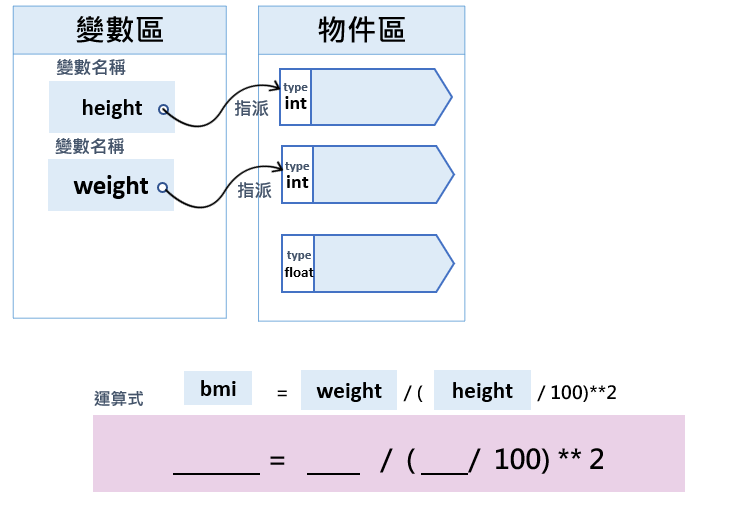 變數區
變數名稱
height
變數名稱
weight
指派
指派
物件區
type
int
type
int
type
float
運算式 bmi = weight / ( height / 100)**2
______ = ____ / ( ___/ 100) ** 2